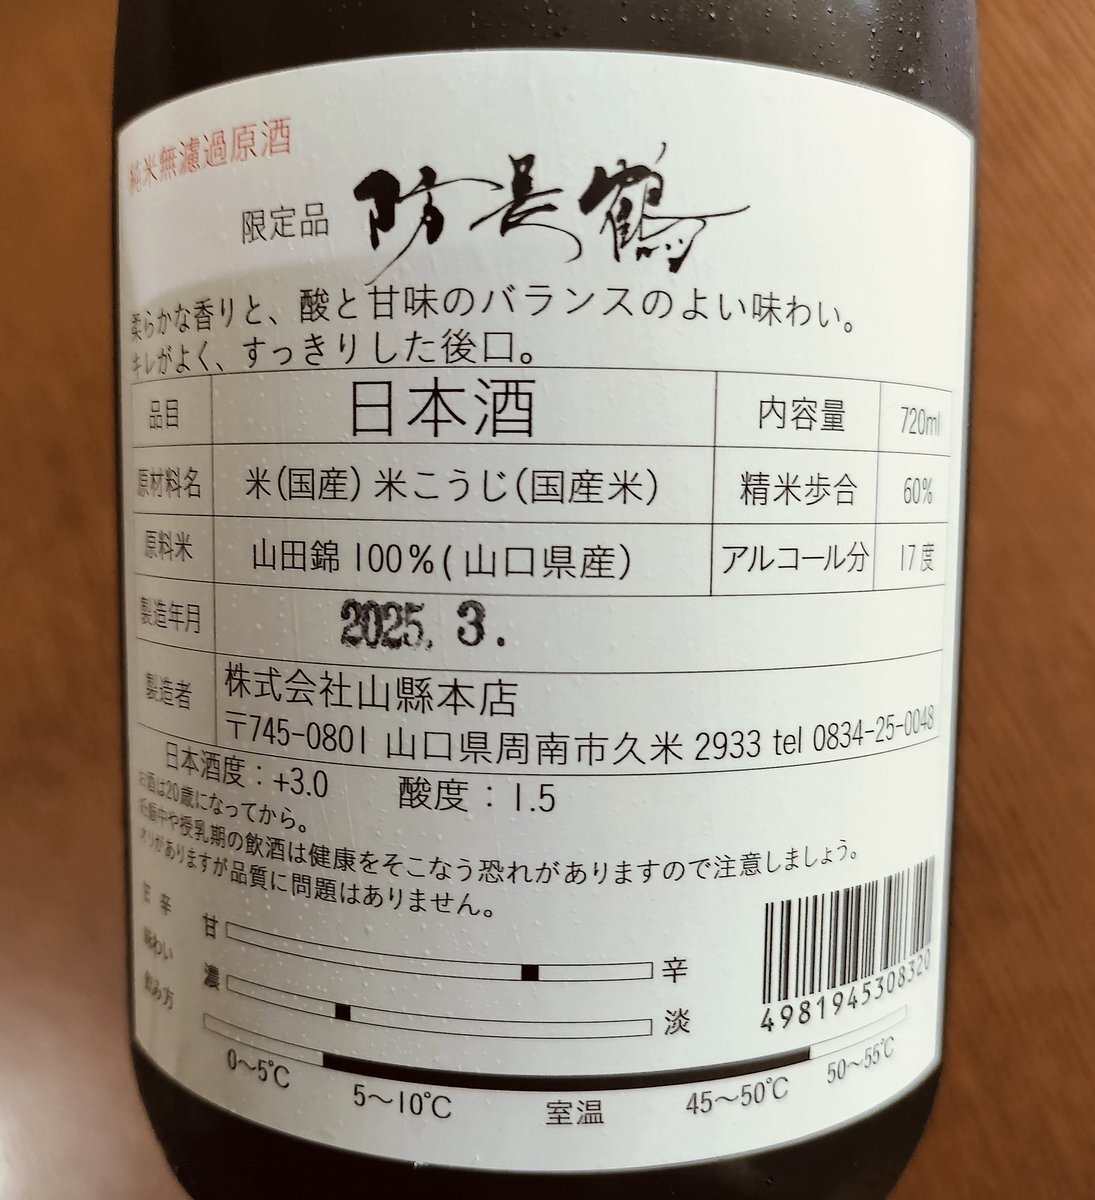 純米無濾過原酒
限定品 防長鶴
柔らかな香りと、酸と甘味のバランスのよい味わい。
キレがよく、すっきりした後口。
品目 日本酒 内容量 720ml
原材料名 米(国産) 米こうじ(国産米) 精米歩合 60%
原料米 山田錦100%(山口県産) アルコール分 17度
製造年月 2025. 3.
製造者 株式会社山縣本店
〒745-0801 山口県周南市久米2933 tel 0834-25-0048
日本酒度:+3.0 酸度:1.5
お酒は20歳になってから。
妊娠中や授乳期の飲酒は健康をそこなう恐れがありますので注意しましょう。
オリがありますが品質に問題はありません。
甘辛 甘 辛
味わい 濃 淡
飲み方
0〜5℃ 5〜10℃ 室温 45〜50℃ 50〜55℃
4981945308320